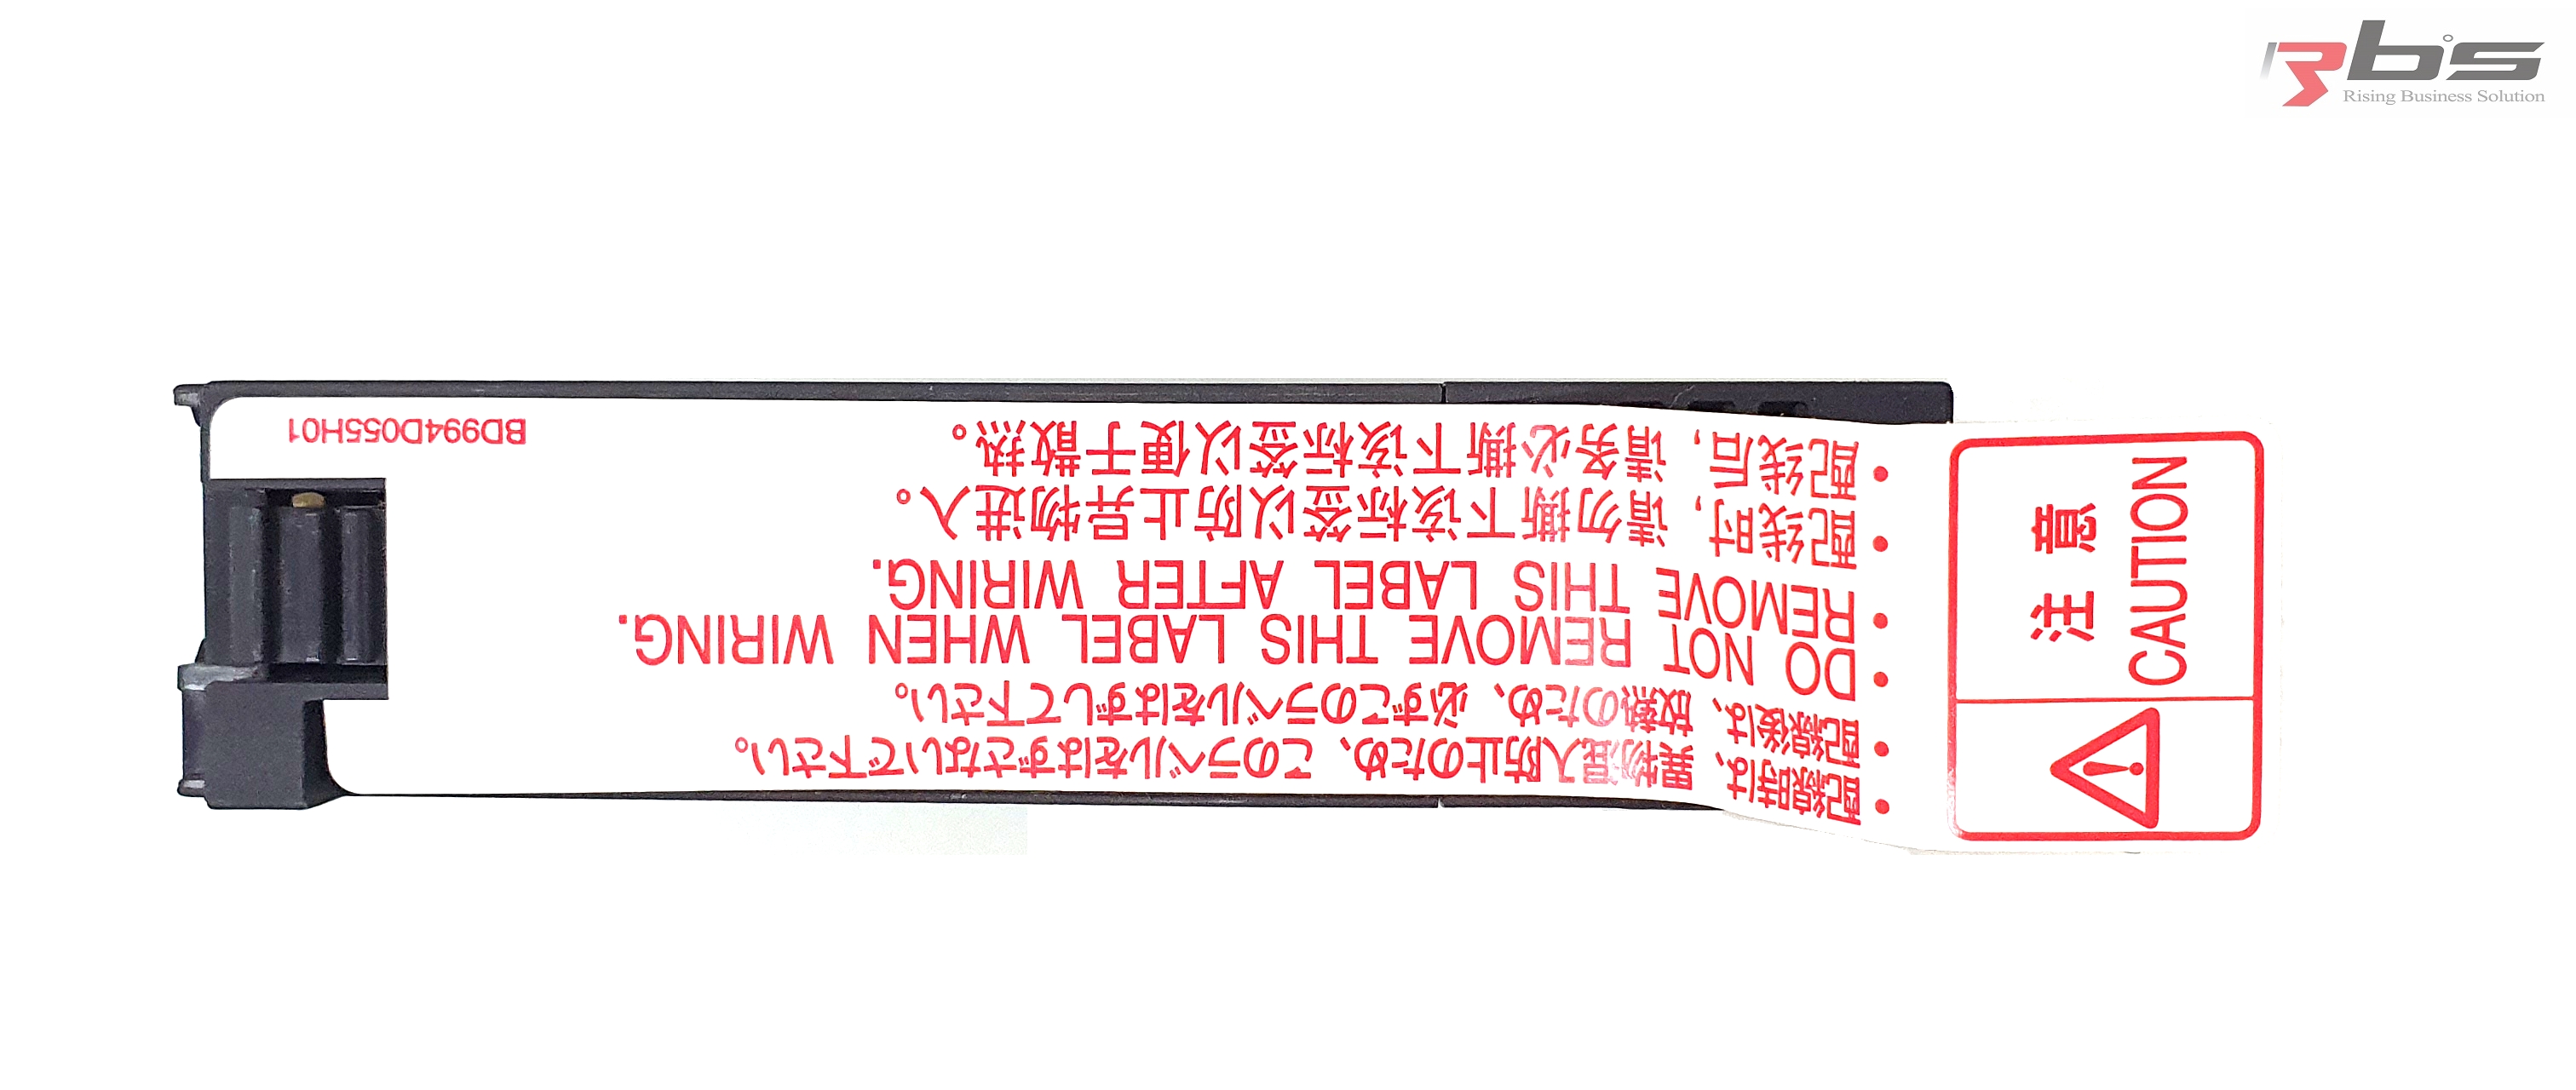 Rbs
Rising Business Solution
注意
CAUTION
• 配線時は、異物混入防止のため、このラベルをはずさないで下さい。
• 配線後は、放熱のため、必ずこのラベルをはずして下さい。
• DO NOT REMOVE THIS LABEL WHEN WIRING.
• REMOVE THIS LABEL AFTER WIRING.
• 配线时，请勿撕下该标签以防止异物进入。
• 配线后，请务必撕下该标签以便于散热。
BD994D055H01